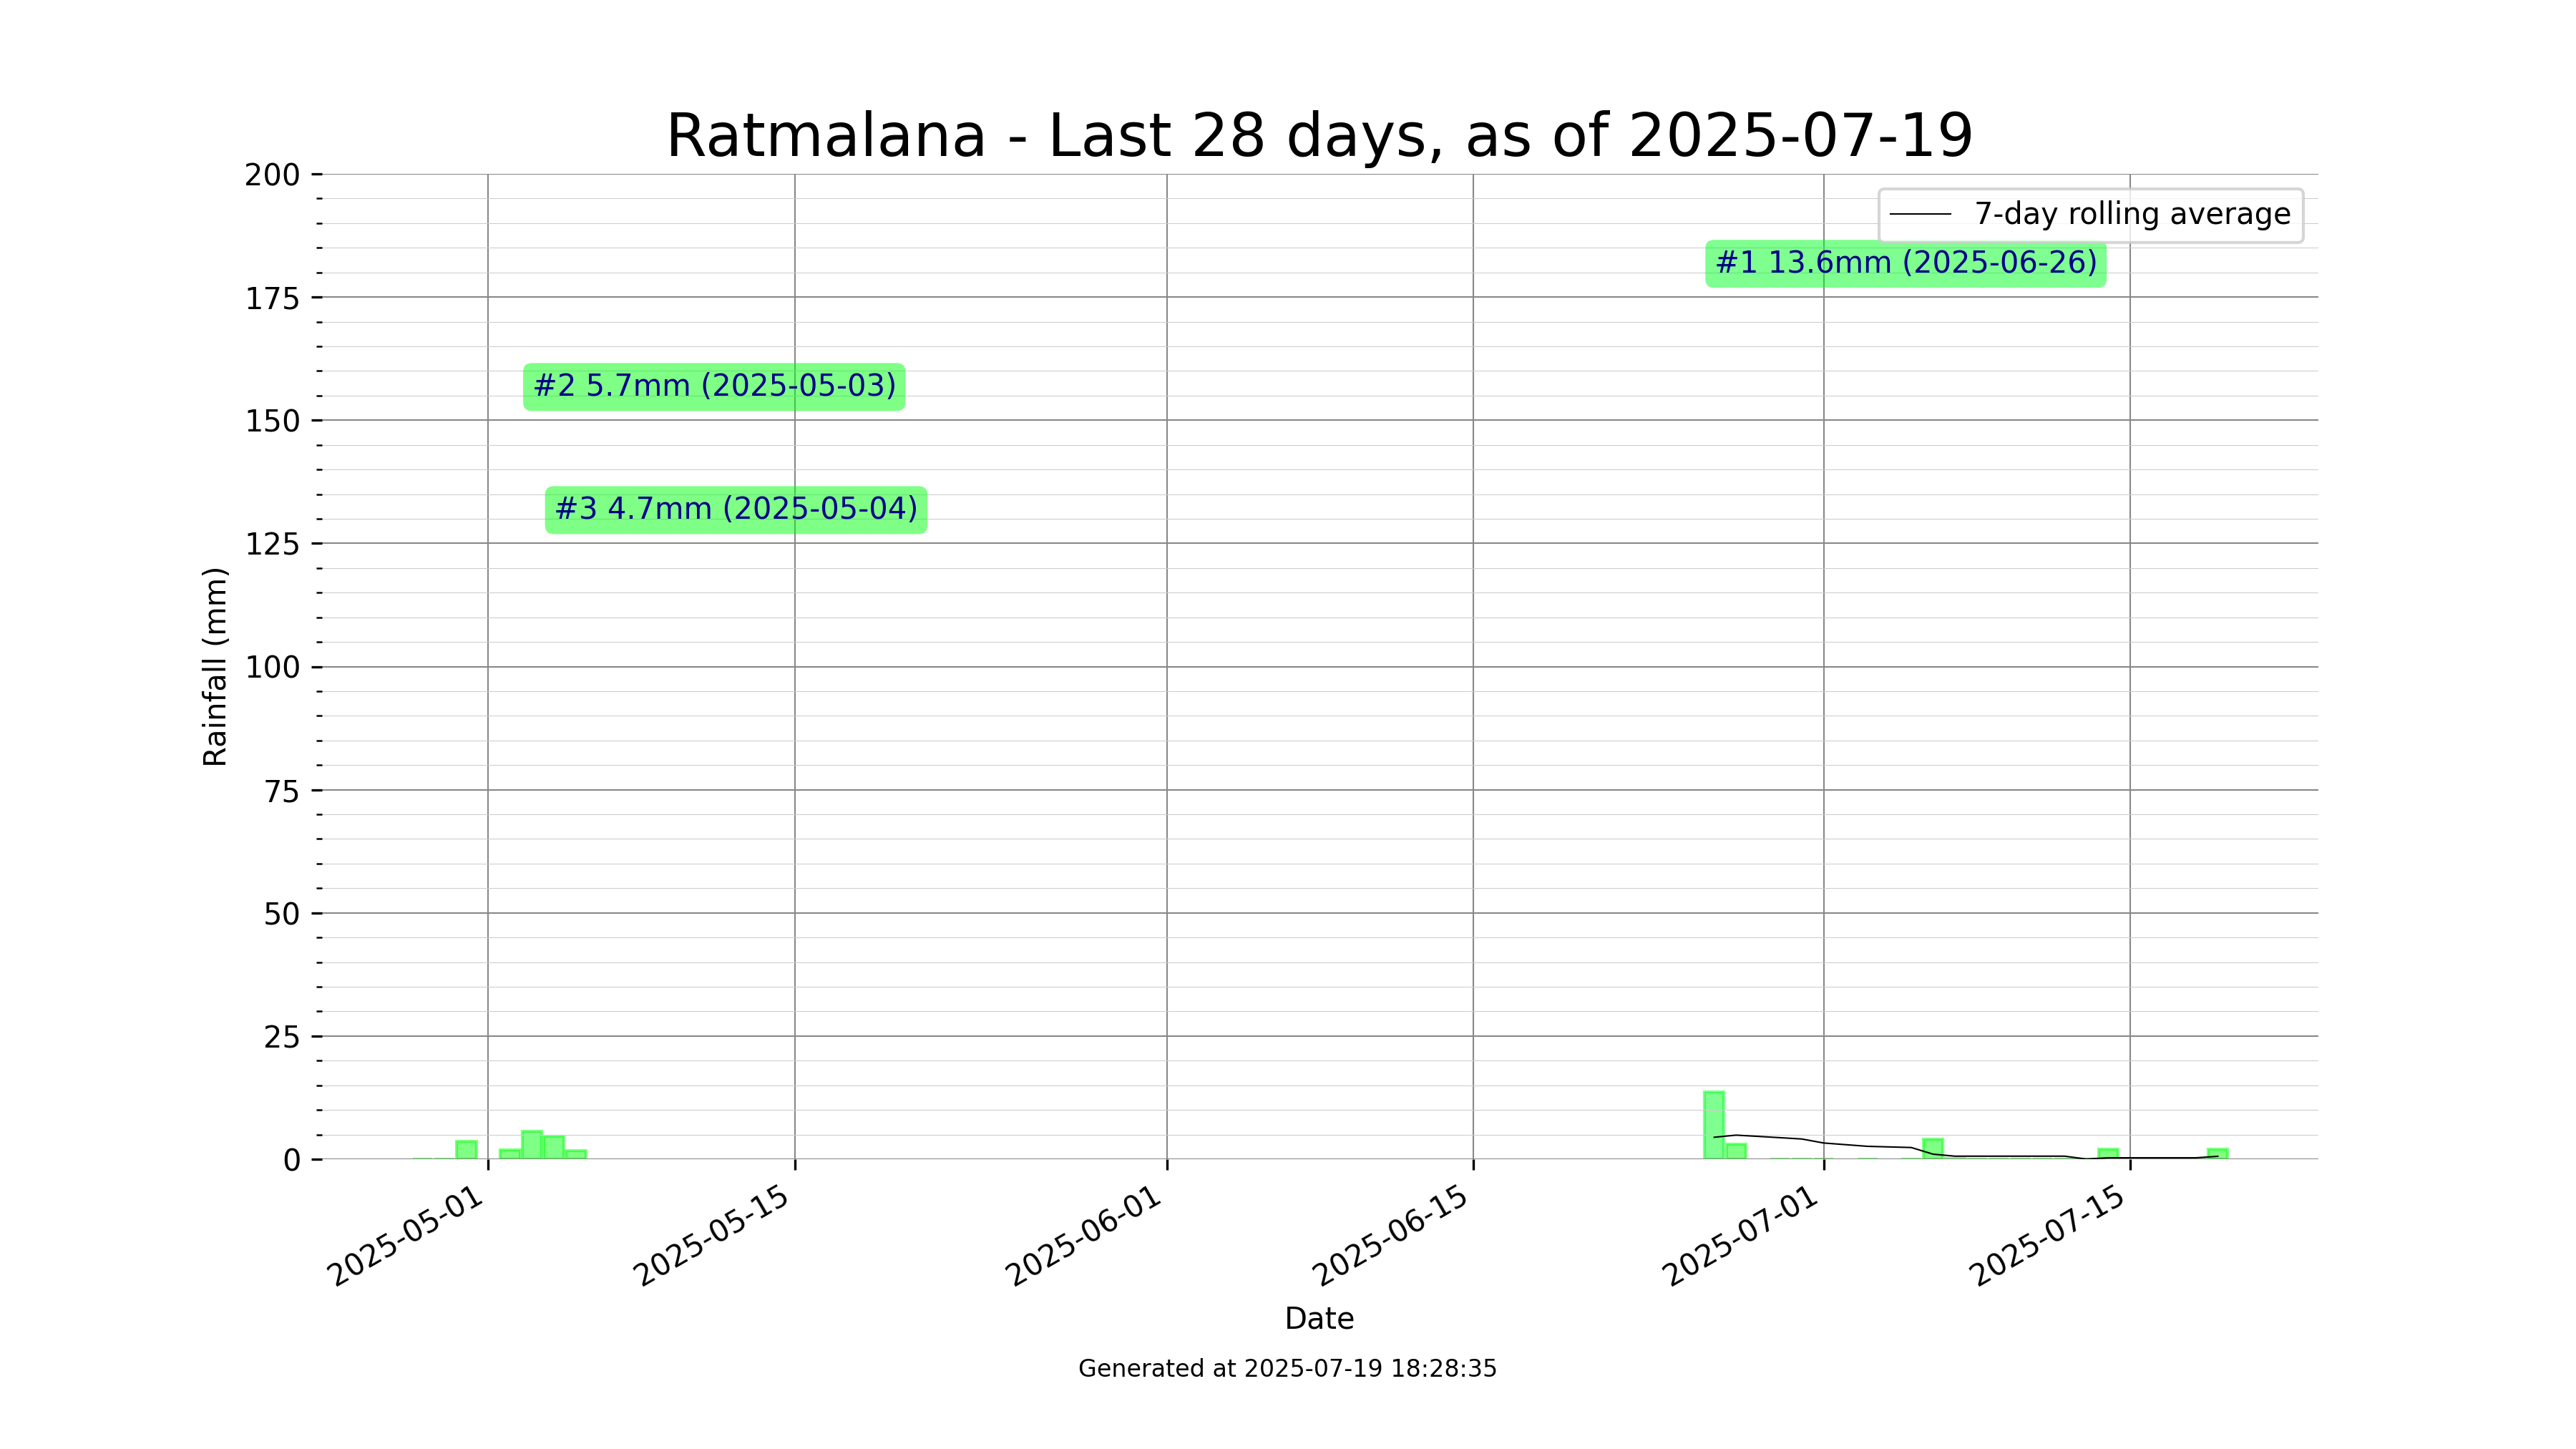 Ratmalana - Last 28 days, as of 2025-07-19
7-day rolling average
#1 13.6mm (2025-06-26)
#2 5.7mm (2025-05-03)
#3 4.7mm (2025-05-04)
Rainfall (mm)
200
175
150
125
100
75
50
25
0
2025-05-01
2025-05-15
2025-06-01
2025-06-15
2025-07-01
2025-07-15
Date
Generated at 2025-07-19 18:28:35